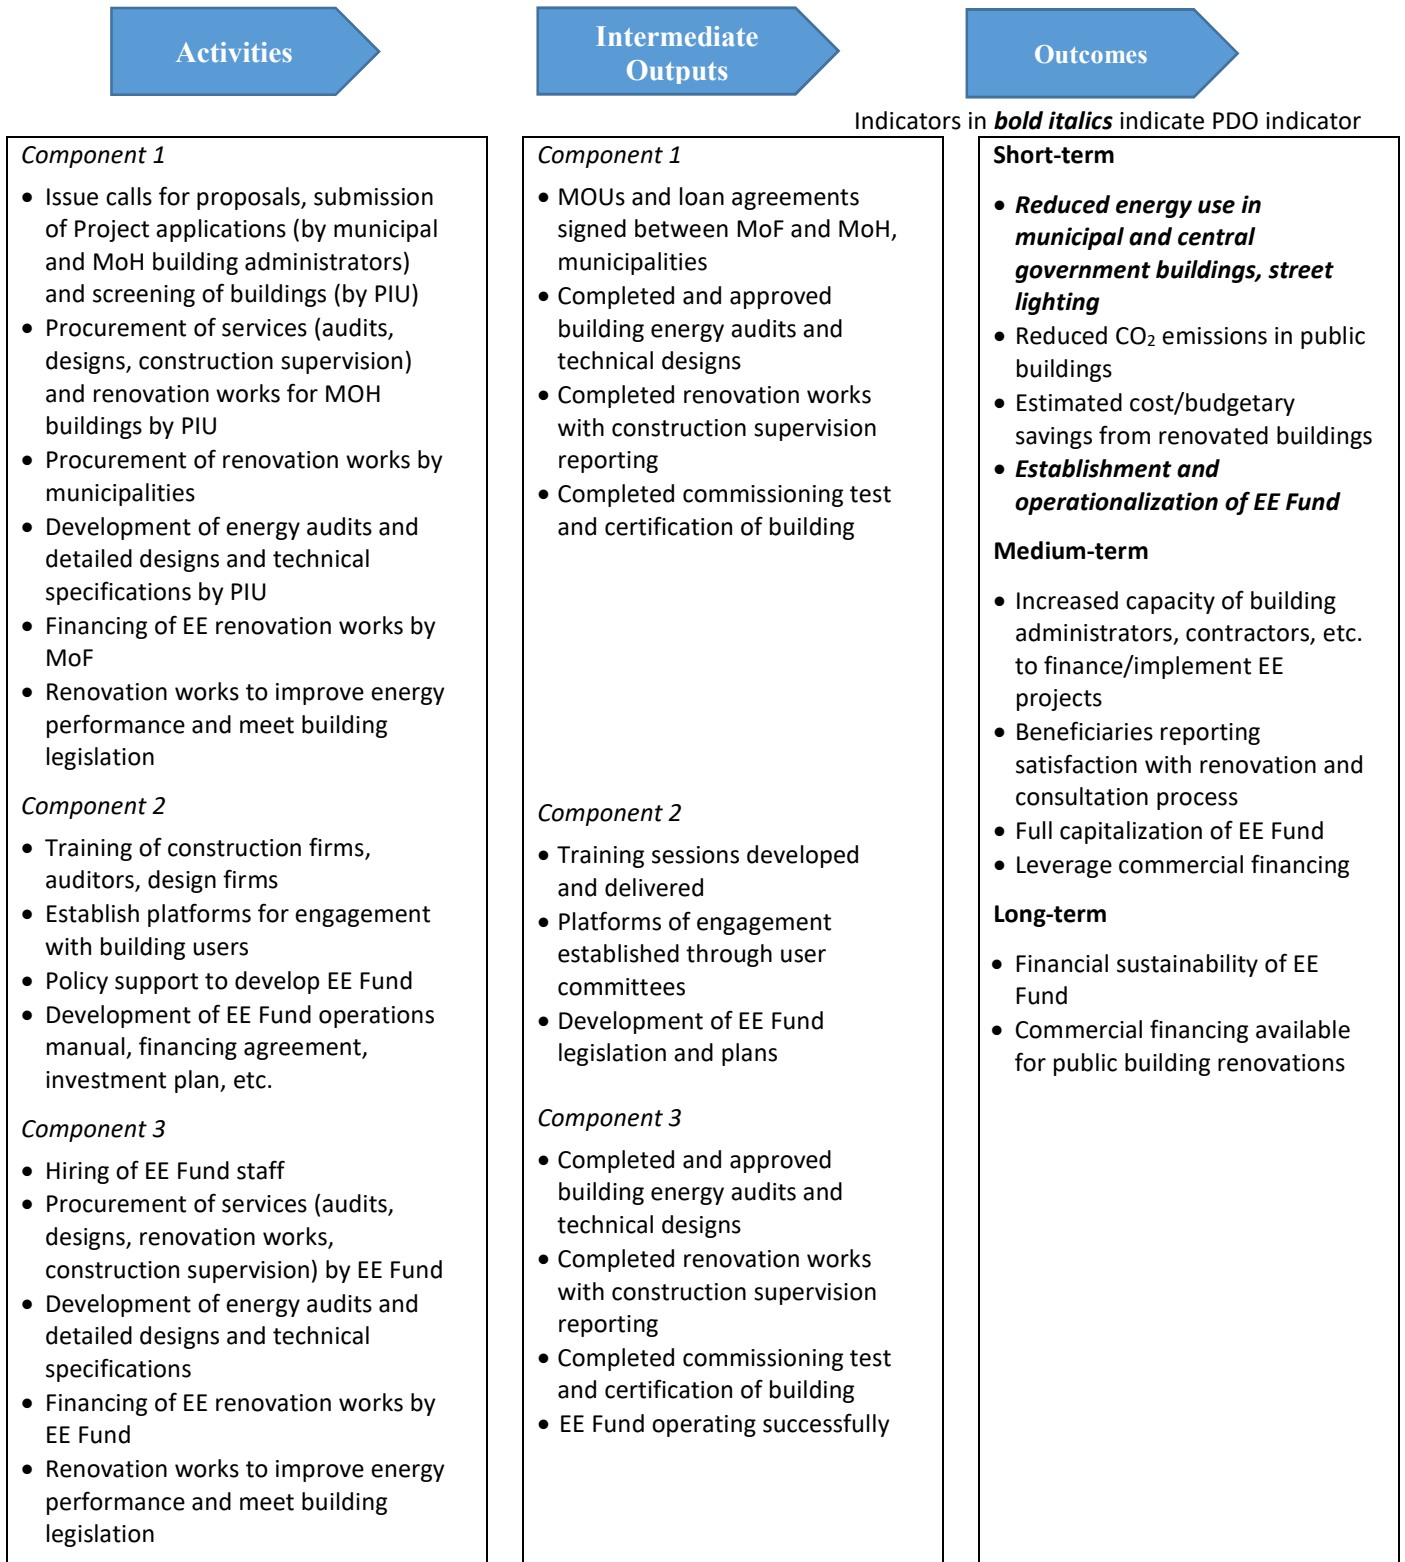 Activities
Intermediate
Outputs
Outcomes
Indicators in bold italics indicate PDO indicator
Component 1
• Issue calls for proposals, submission
of Project applications (by municipal
and MoH building administrators)
and screening of buildings (by PIU)
• Procurement of services (audits,
designs, construction supervision)
and renovation works for MOH
buildings by PIU
• Procurement of renovation works by
municipalities
• Development of energy audits and
detailed designs and technical
specifications by PIU
• Financing of EE renovation works by
MoF
• Renovation works to improve energy
performance and meet building
legislation
Component 2
• Training of construction firms,
auditors, design firms
• Establish platforms for engagement
with building users
• Policy support to develop EE Fund
• Development of EE Fund operations
manual, financing agreement,
investment plan, etc.
Component 3
• Hiring of EE Fund staff
• Procurement of services (audits,
designs, renovation works,
construction supervision) by EE Fund
• Development of energy audits and
detailed designs and technical
specifications
• Financing of EE renovation works by
EE Fund
• Renovation works to improve energy
performance and meet building
legislation
Component 1
• MOUs and loan agreements
signed between MoF and MoH,
municipalities
• Completed and approved
building energy audits and
technical designs
• Completed renovation works
with construction supervision
reporting
• Completed commissioning test
and certification of building
Component 2
• Training sessions developed
and delivered
• Platforms of engagement
established through user
committees
• Development of EE Fund
legislation and plans
Component 3
• Completed and approved
building energy audits and
technical designs
• Completed renovation works
with construction supervision
reporting
• Completed commissioning test
and certification of building
• EE Fund operating successfully
Short-term
• Reduced energy use in
municipal and central
government buildings, street
lighting
• Reduced CO₂ emissions in public
buildings
• Estimated cost/budgetary
savings from renovated buildings
• Establishment and
operationalization of EE Fund
Medium-term
• Increased capacity of building
administrators, contractors, etc.
to finance/implement EE
projects
• Beneficiaries reporting
satisfaction with renovation and
consultation process
• Full capitalization of EE Fund
• Leverage commercial financing
Long-term
• Financial sustainability of EE
Fund
• Commercial financing available
for public building renovations